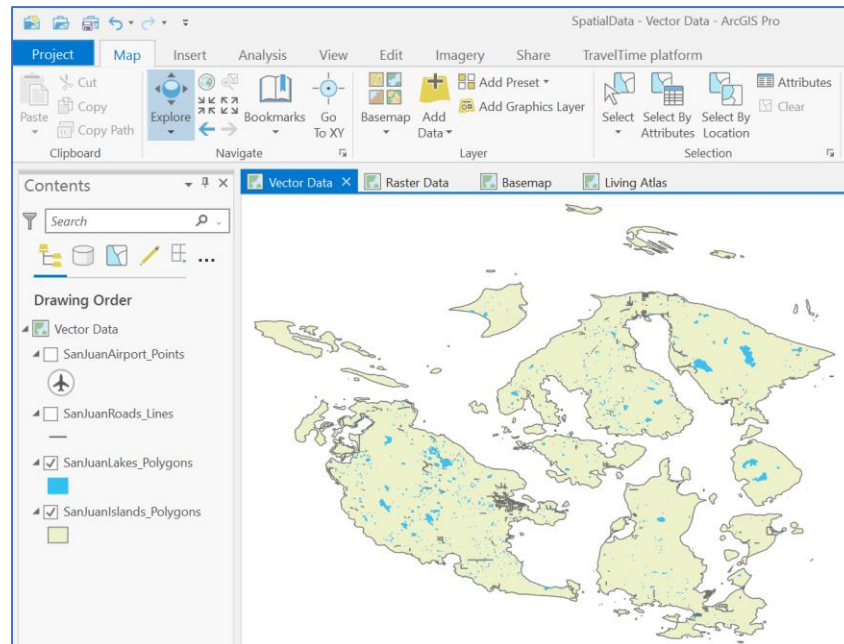 SpatialData - Vector Data - ArcGIS Pro
Project Map Insert Analysis View Edit Imagery Share TravelTime platform
Paste
Cut
Copy
Copy Path
Clipboard
Explore
Bookmarks
Go
To XY
Navigate
Basemap
Add
Data
Add Preset
Add Graphics Layer
Layer
Select
Select By
Attributes
Select By
Location
Attributes
Clear
Selection
Contents
Search
Drawing Order
Vector Data
SanJuanAirport_Points
SanJuanRoads_Lines
SanJuanLakes_Polygons
SanJuanIslands_Polygons
Vector Data
Raster Data
Basemap
Living Atlas